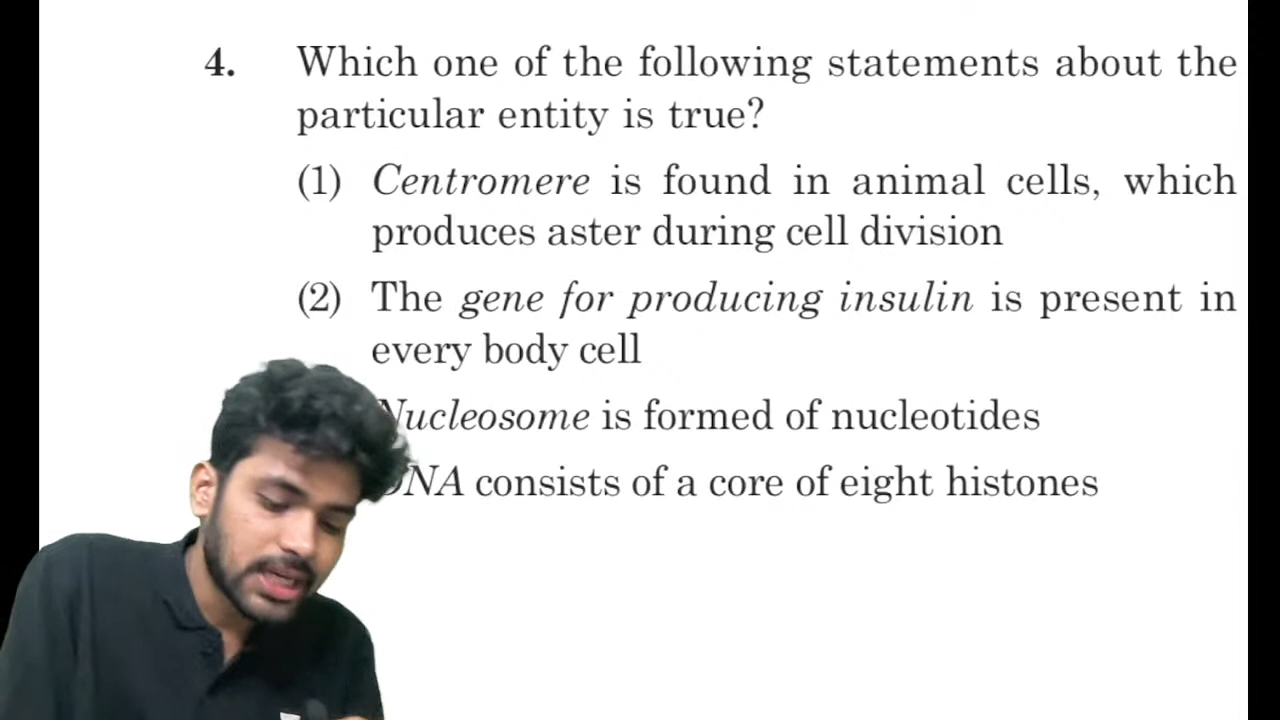 4. Which one of the following statements about the
particular entity is true?
(1) Centromere is found in animal cells, which
produces aster during cell division
(2) The gene for producing insulin is present in
every body cell
Nucleosome is formed of nucleotides
DNA consists of a core of eight histones